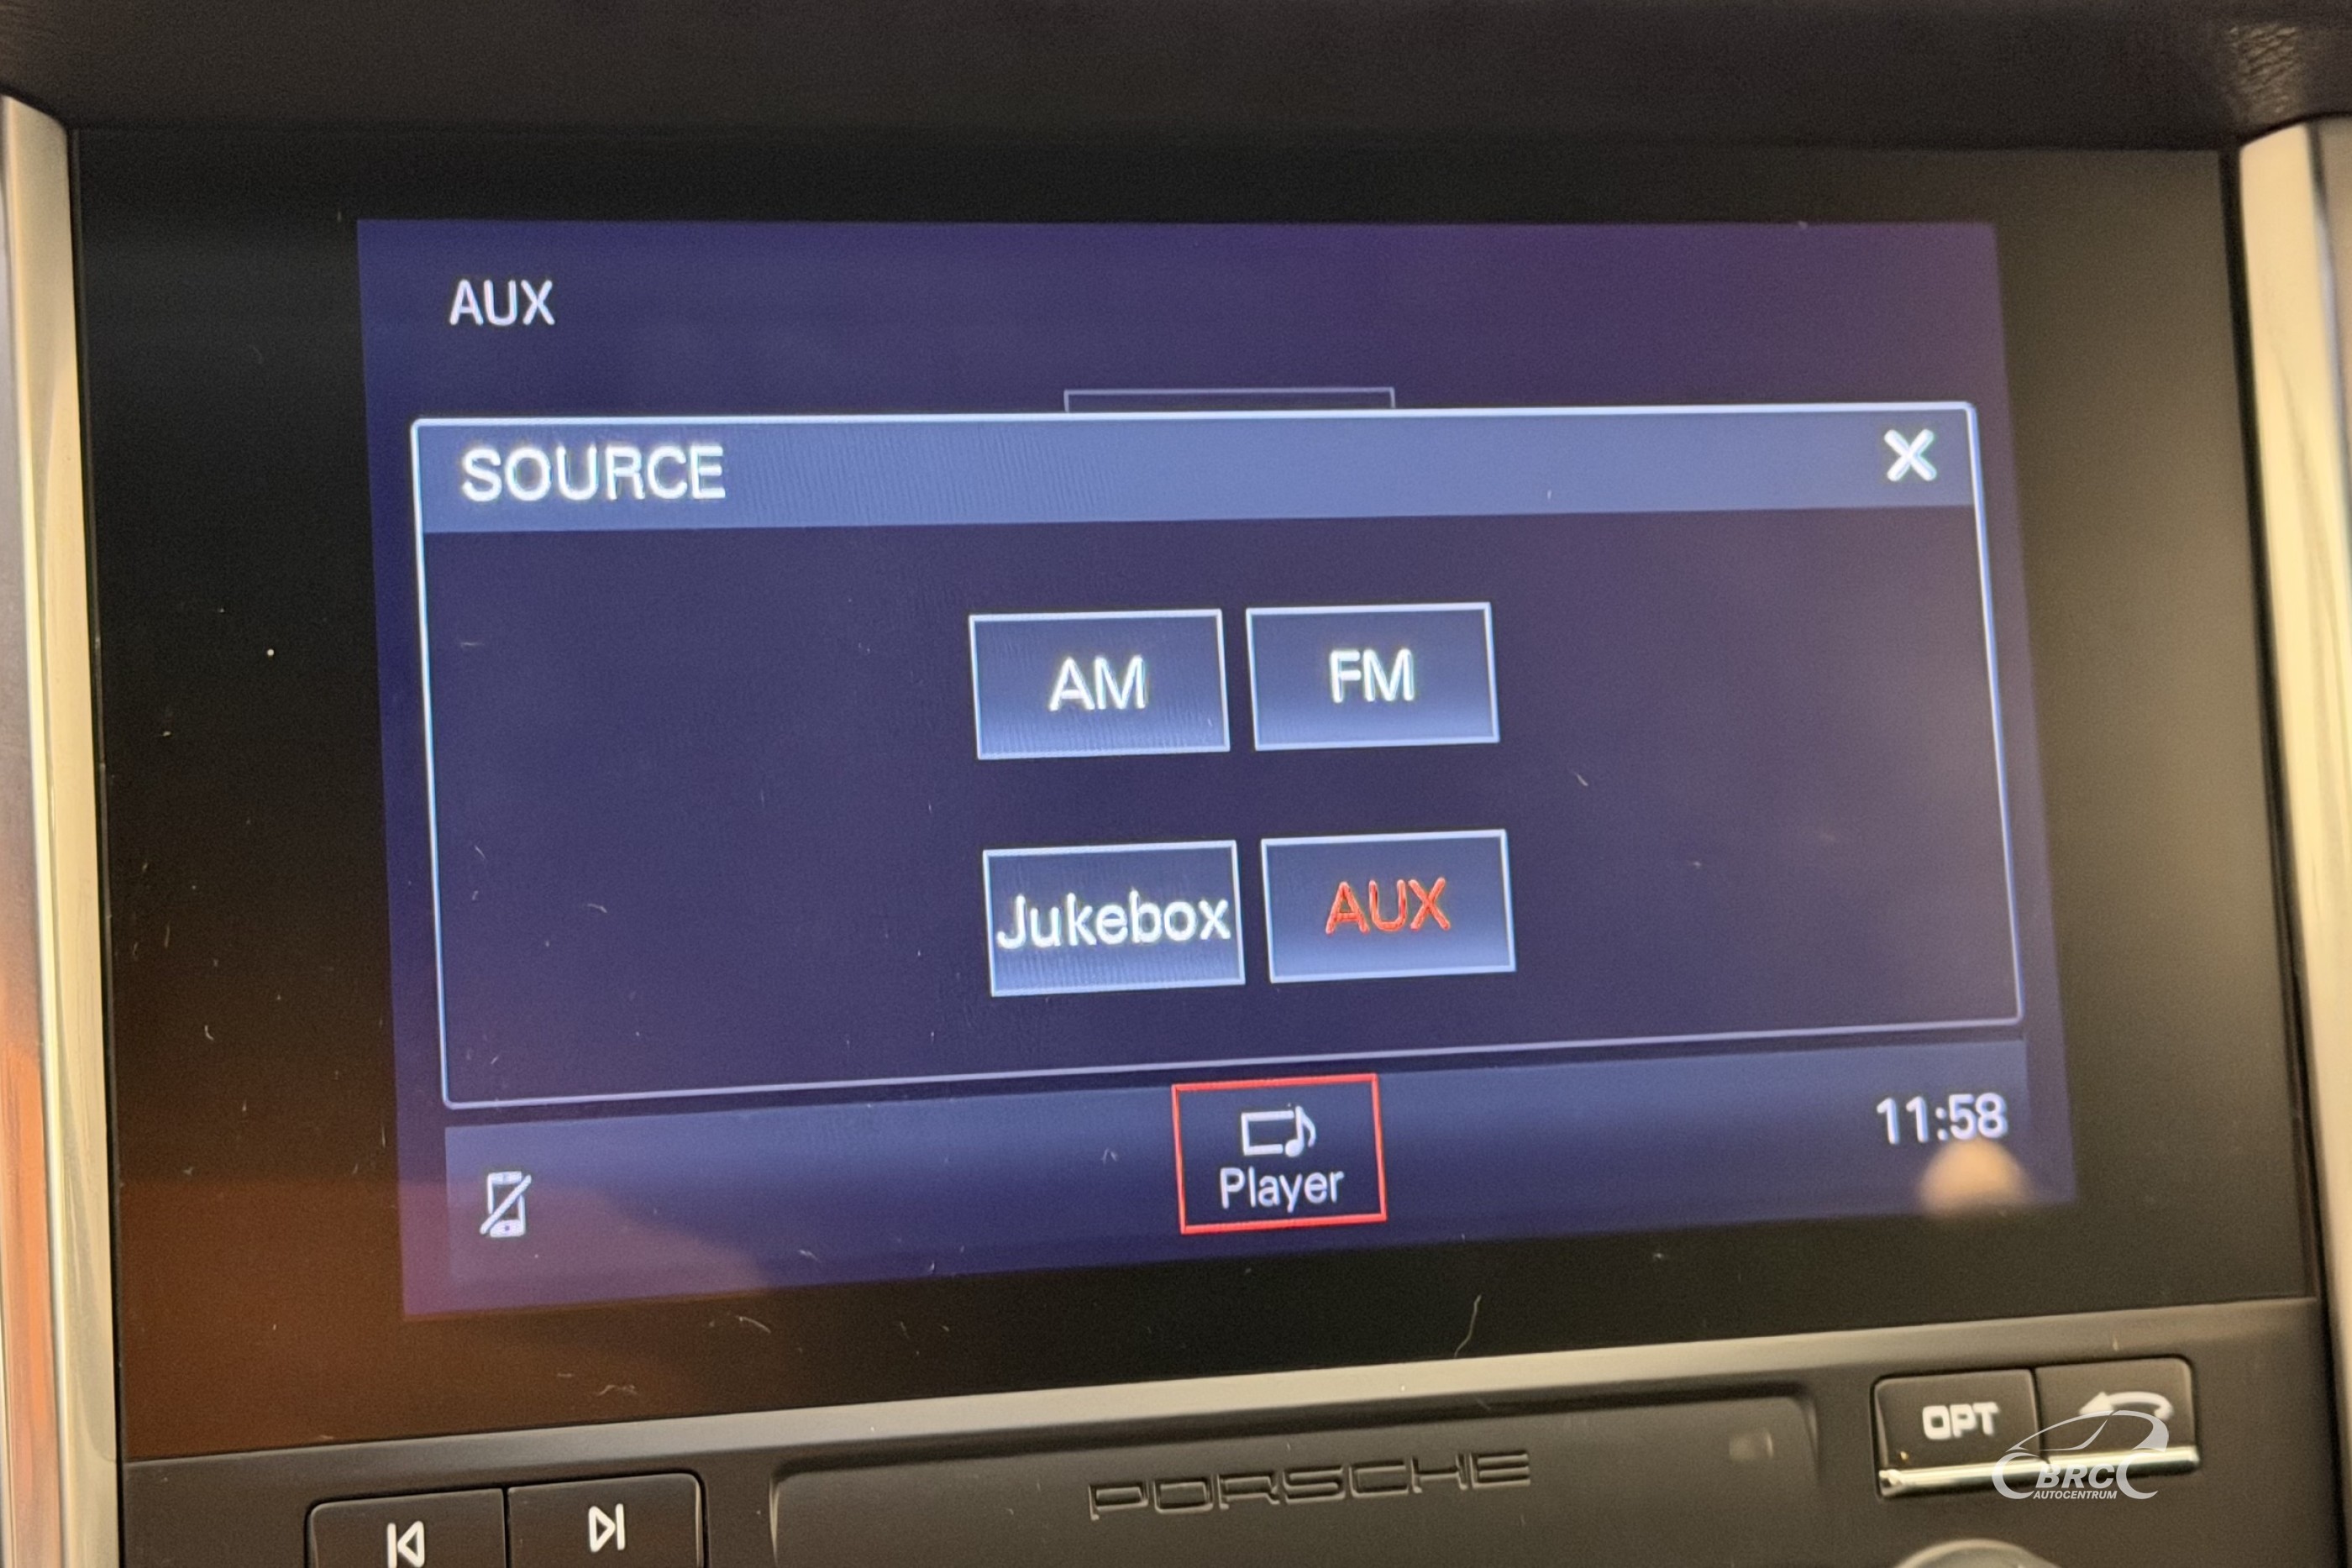 AUX
SOURCE
AM FM
Jukebox AUX
Player
11:58
OPT
PORSCHE
BRC
AUTOCENTRUM